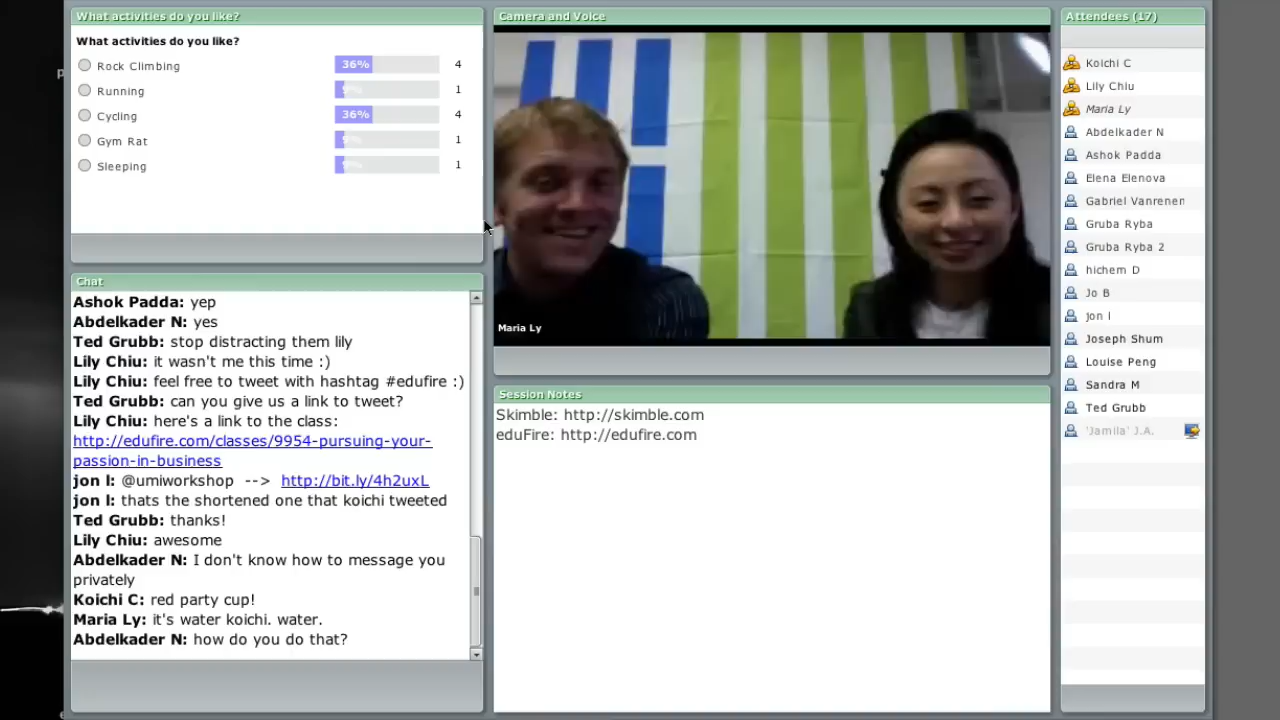 What activities do you like?
What activities do you like?
Rock Climbing 36% 4
Running 9% 1
Cycling 36% 4
Gym Rat 9% 1
Sleeping 9% 1
Chat
Ashok Padda: yep
Abdelkader N: yes
Ted Grubb: stop distracting them lily
Lily Chiu: it wasn't me this time :)
Lily Chiu: feel free to tweet with hashtag #edufire :)
Ted Grubb: can you give us a link to tweet?
Lily Chiu: here's a link to the class:
http://edufire.com/classes/9954-pursuing-your-
passion-in-business
jon l: @umiworkshop --> http://bit.ly/4h2uxL
jon l: thats the shortened one that koichi tweeted
Ted Grubb: thanks!
Lily Chiu: awesome
Abdelkader N: I don't know how to message you
privately
Koichi C: red party cup!
Maria Ly: it's water koichi. water.
Abdelkader N: how do you do that?
Camera and Voice
Maria Ly
Session Notes
Skimble: http://skimble.com
eduFire: http://edufire.com
Attendees (17)
Koichi C
Lily Chiu
Maria Ly
Abdelkader N
Ashok Padda
Elena Elenova
Gabriel Vanrenen
Gruba Ryba
Gruba Ryba 2
hichem D
Jo B
jon l
Joseph Shum
Louise Peng
Sandra M
Ted Grubb
'Jamila' J.A.